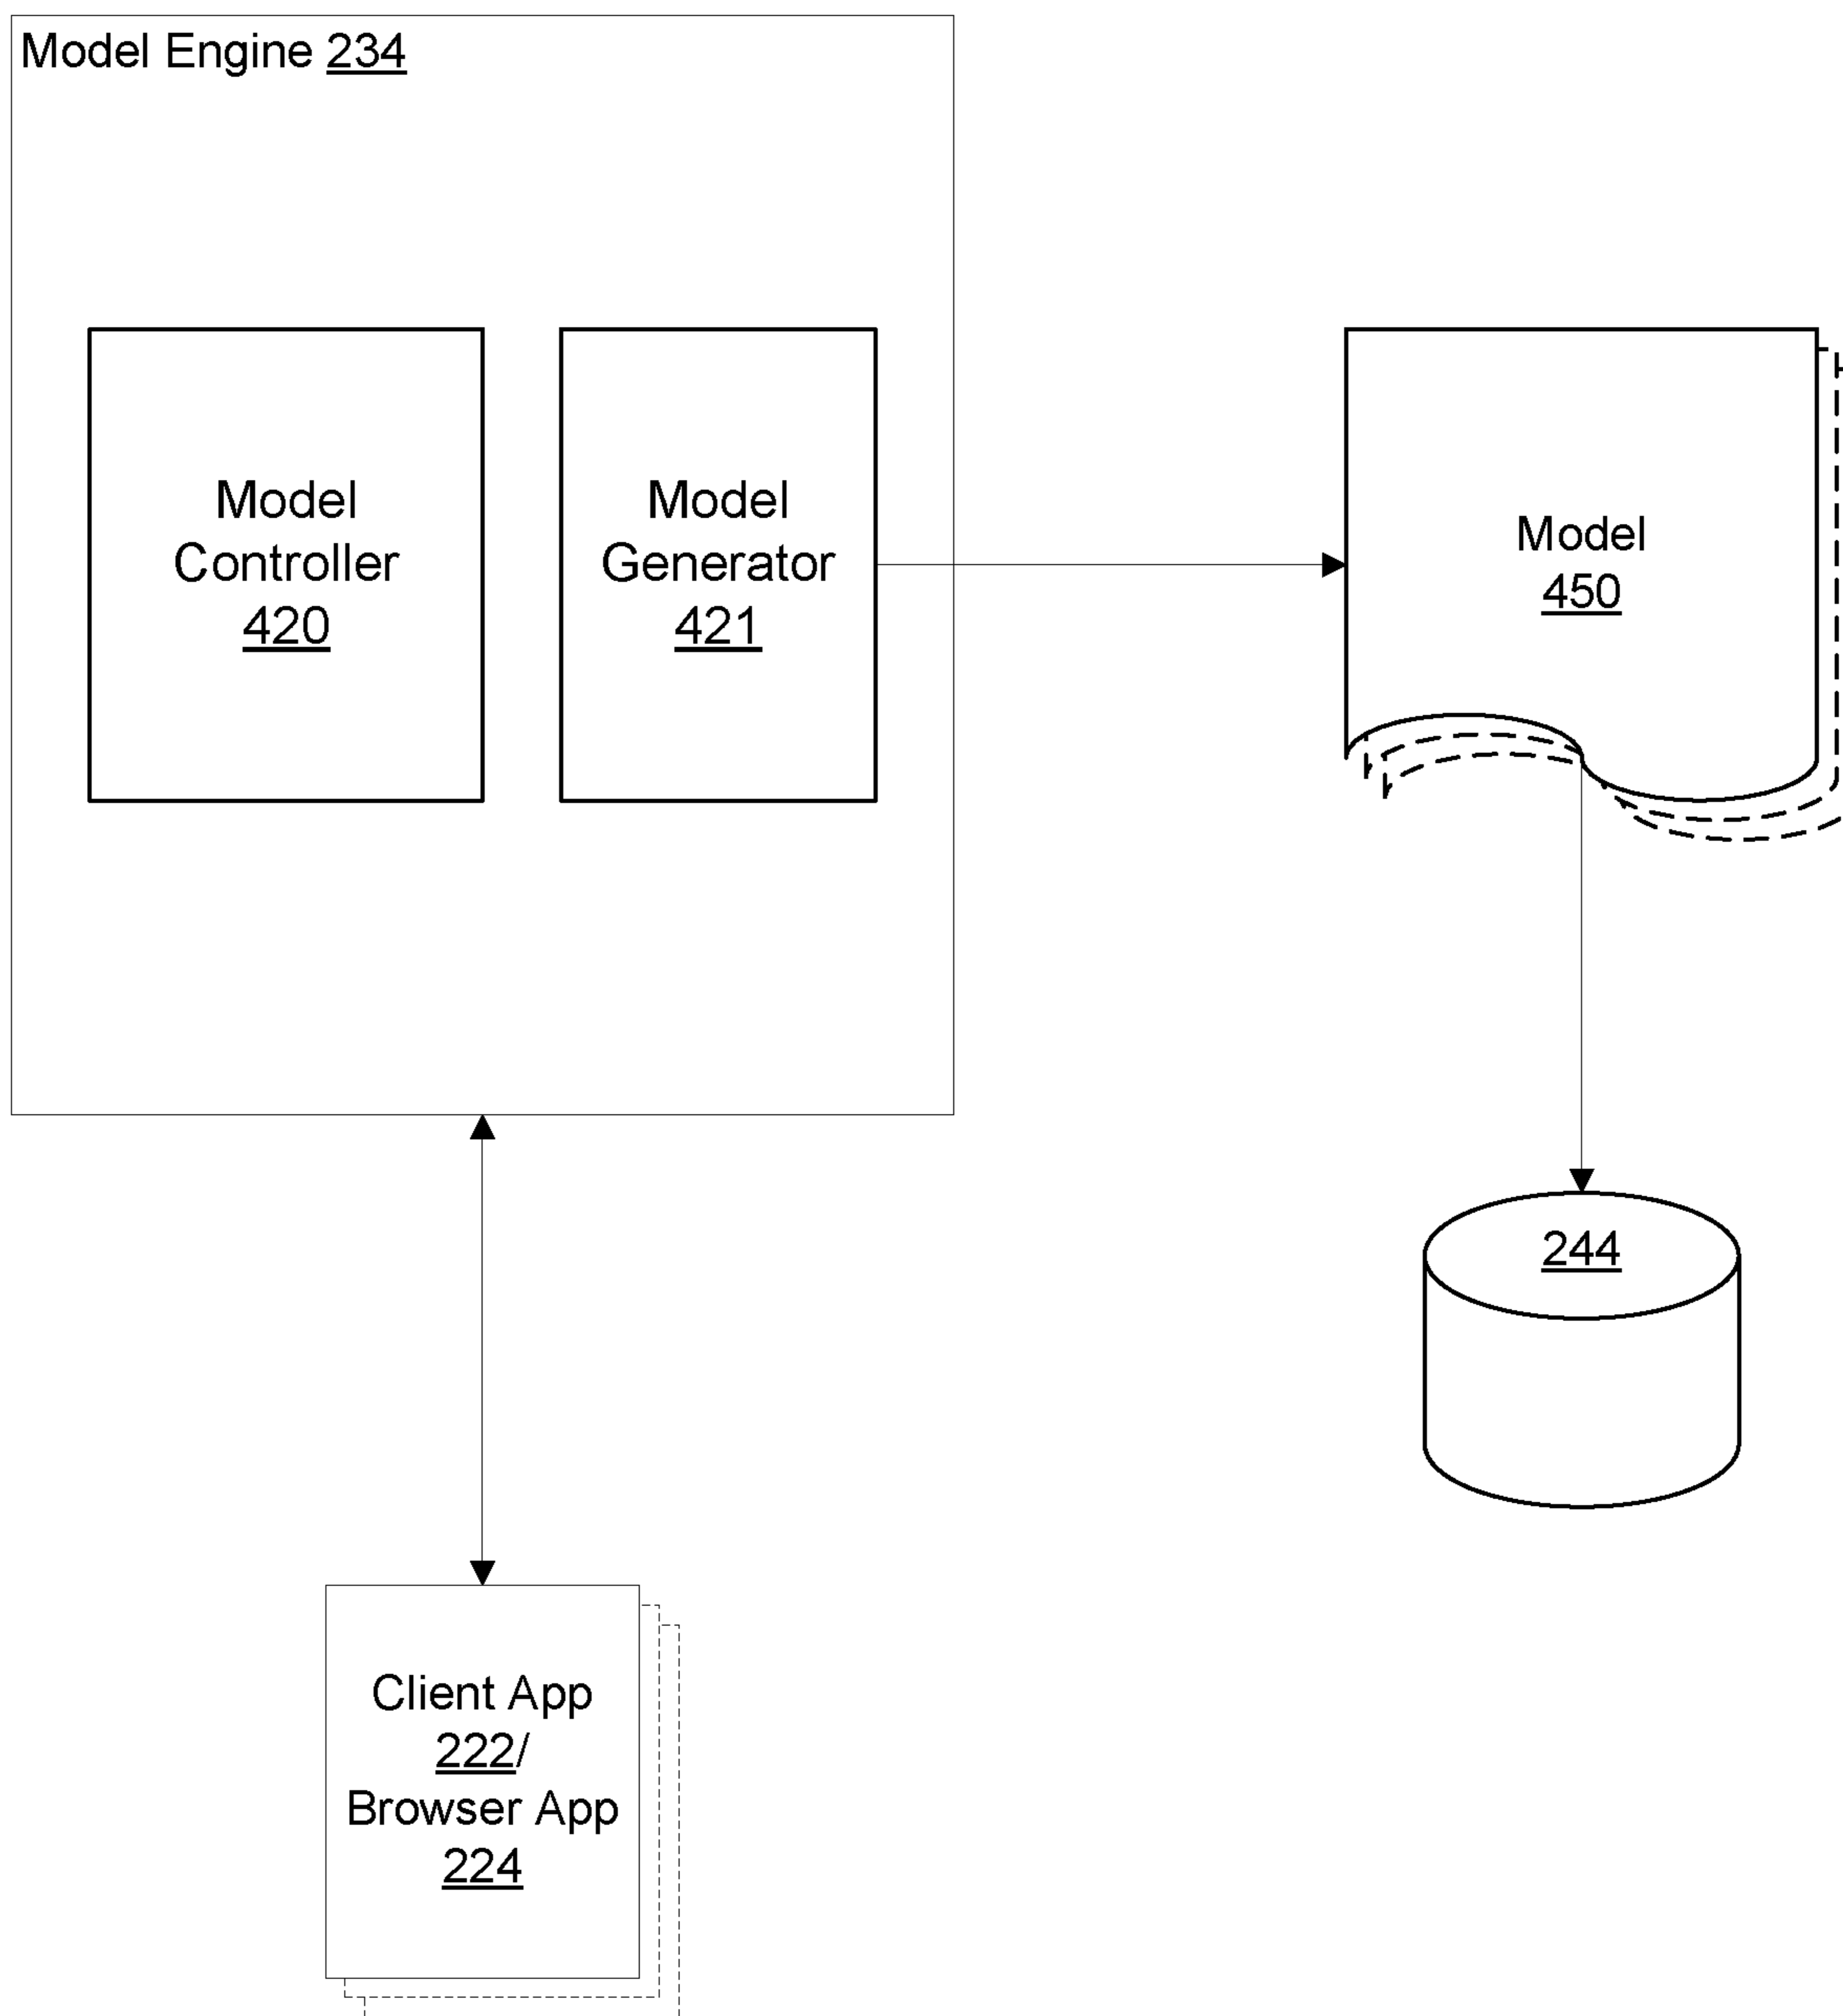 Model Engine 234
Model
Controller
420
Model
Generator
421
Model
450
244
Client App
222/
Browser App
224